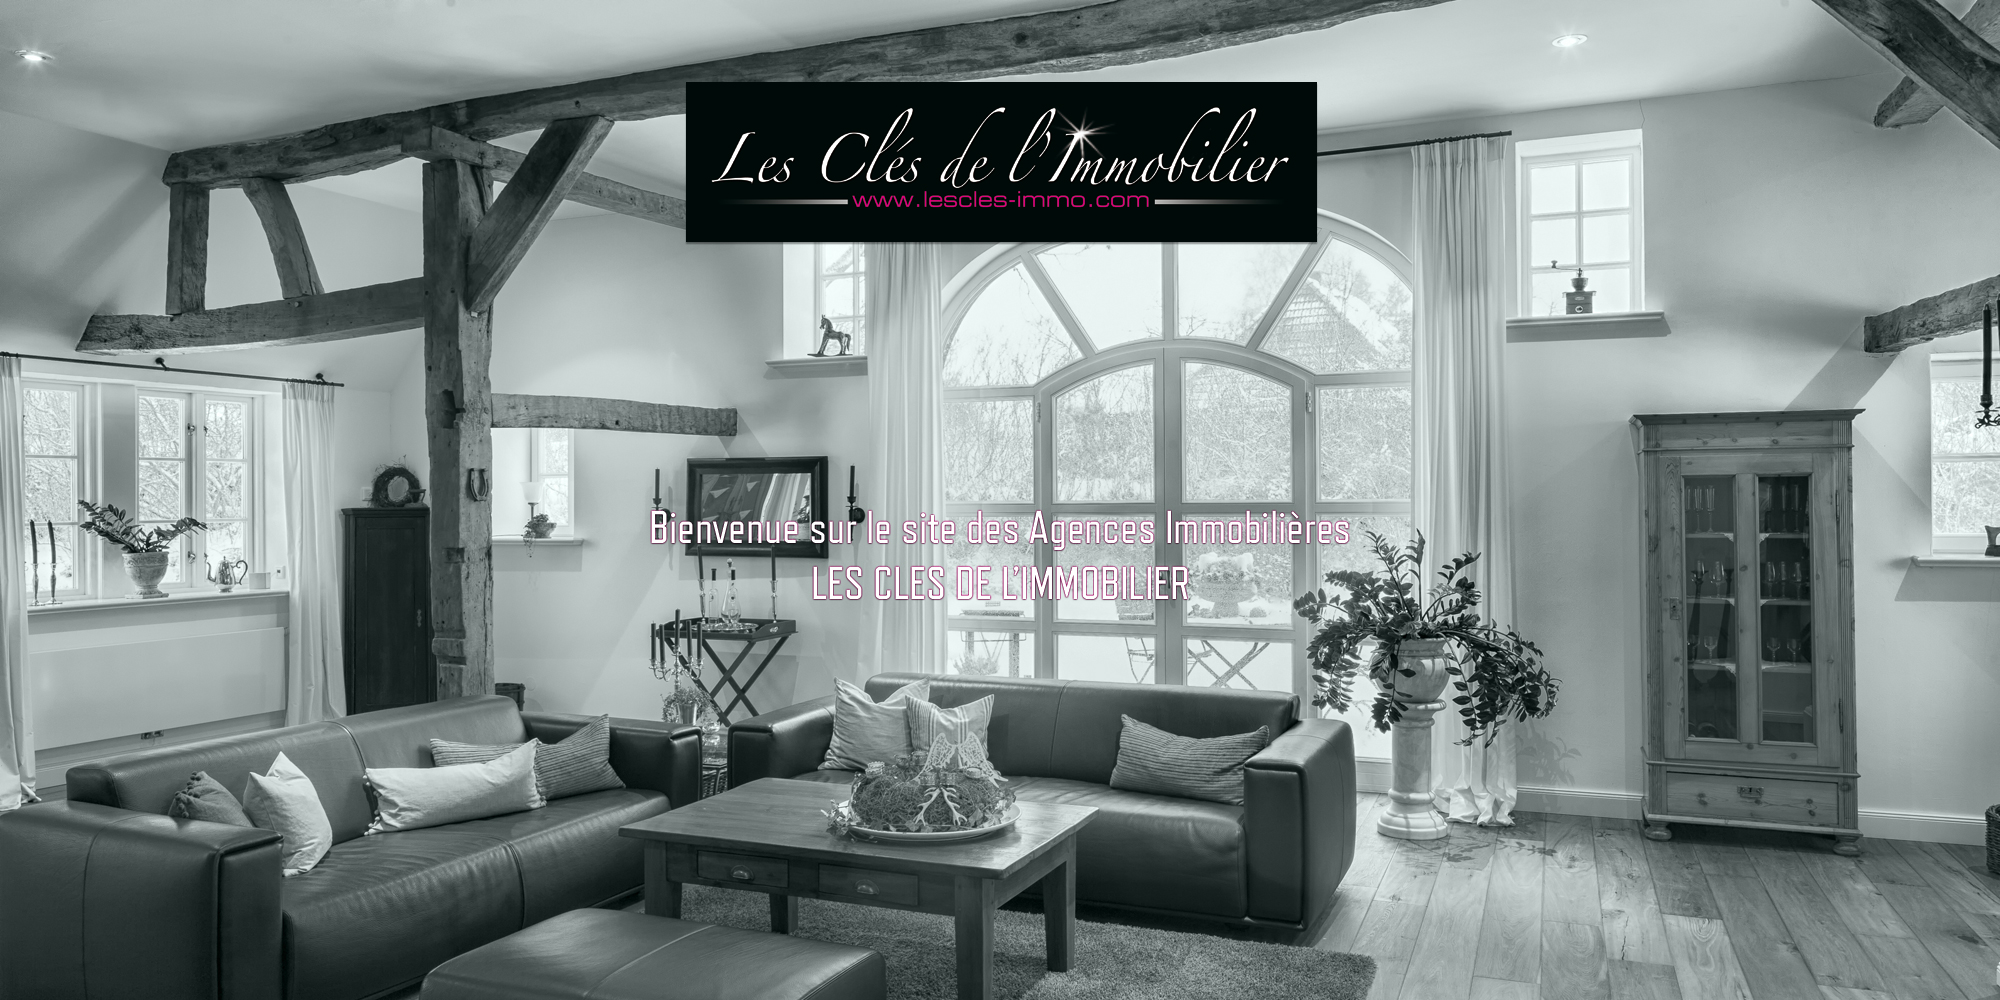 Les Clés de l'Immobilier
www.lescles-immo.com
Bienvenue sur le site des Agences Immobilières
LES CLES DE L'IMMOBILIER